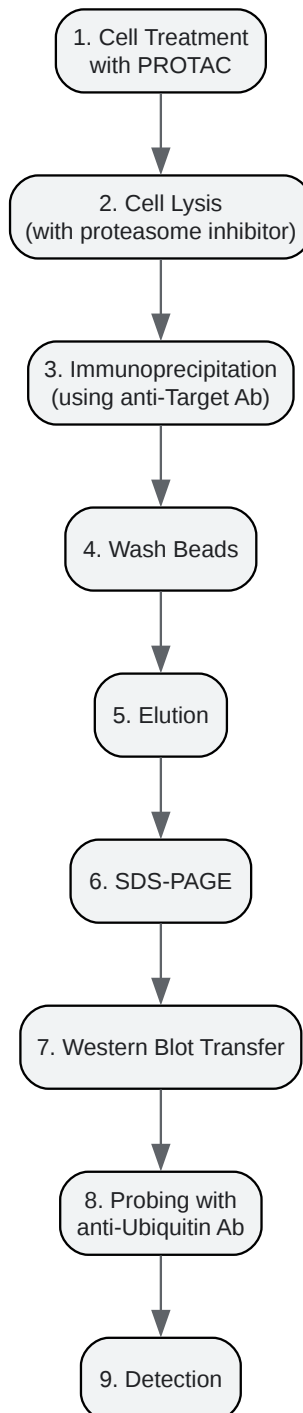 1. Cell Treatment
with PROTAC
2. Cell Lysis
(with proteasome inhibitor)
3. Immunoprecipitation
(using anti-Target Ab)
4. Wash Beads
5. Elution
6. SDS-PAGE
7. Western Blot Transfer
8. Probing with
anti-Ubiquitin Ab
9. Detection